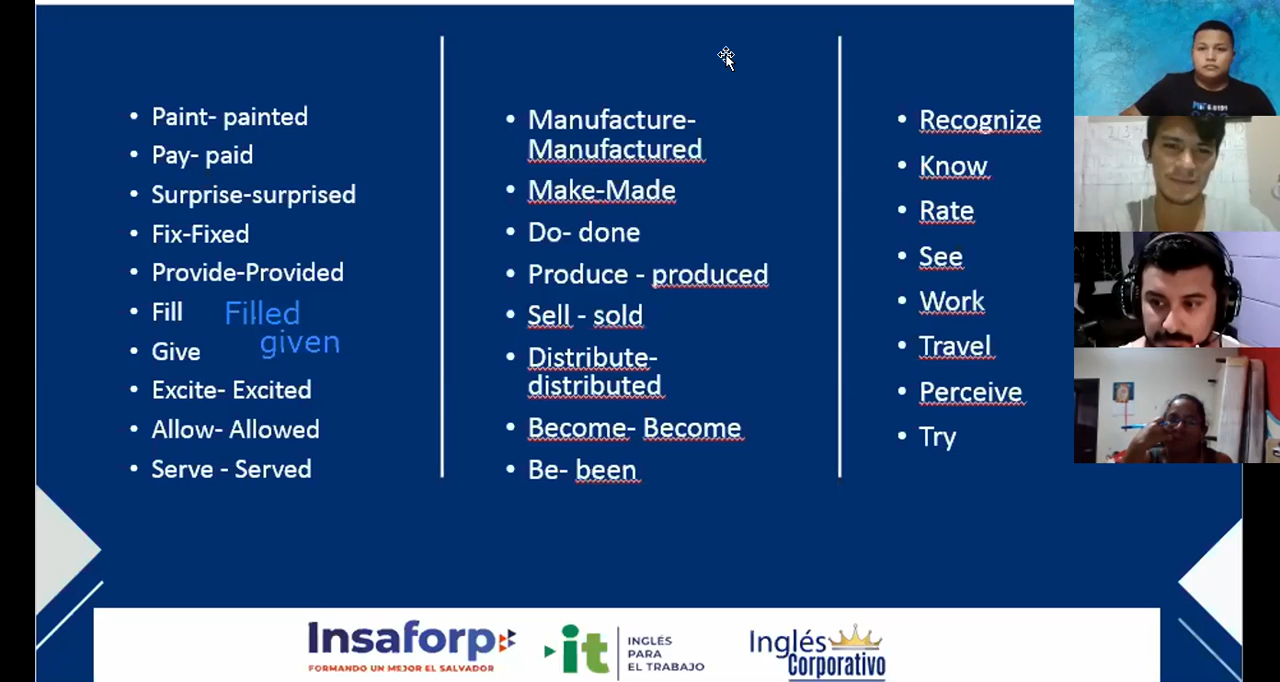 Paint- painted
Pay- paid
Surprise-surprised
Fix-Fixed
Provide-Provided
Fill Filled
Give given
Excite- Excited
Allow- Allowed
Serve - Served
Manufacture-
Manufactured
Make-Made
Do- done
Produce - produced
Sell - sold
Distribute-
distributed
Become- Become
Be- been
Recognize
Know
Rate
See
Work
Travel
Perceive
Try
Insaforp
FORMANDO UN MEJOR EL SALVADOR
it
INGLÉS
PARA
EL TRABAJO
Inglés
Corporativo